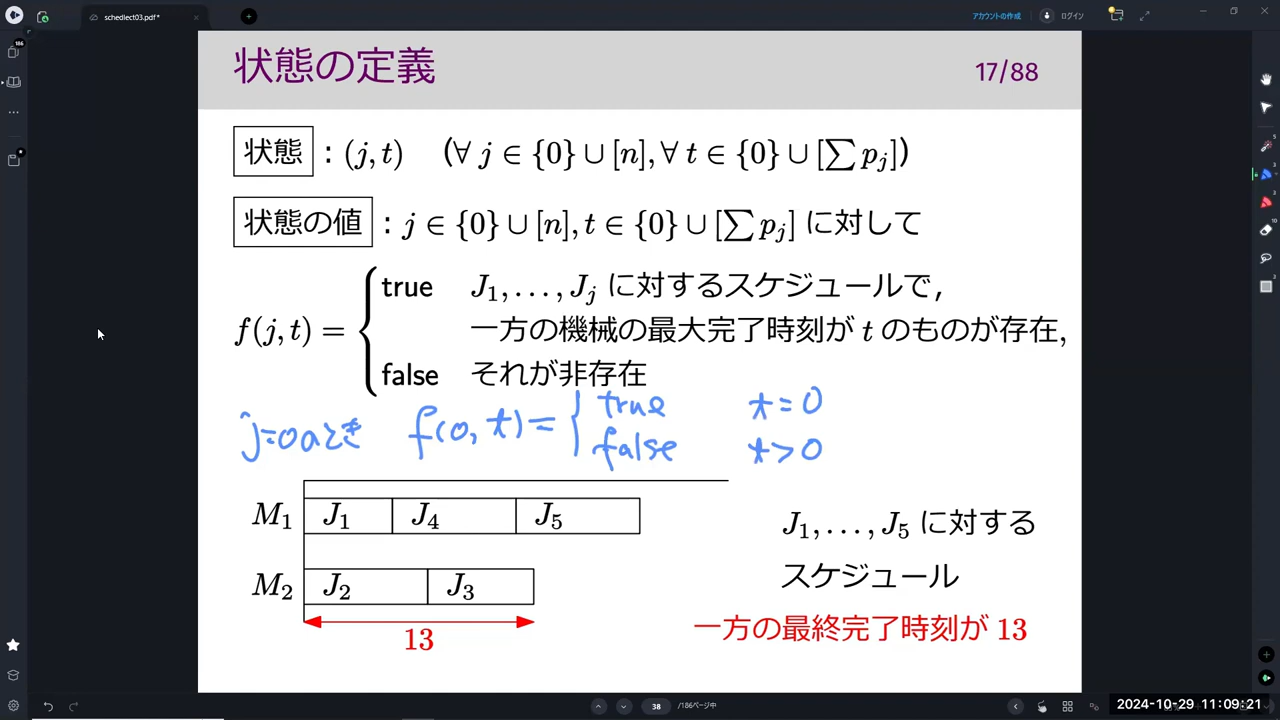 schedlect03.pdf*
アカウントの作成
ログイン
186
状態の定義
17/88
状態 : (j, t) (∀ j ∈ {0} ∪ [n], ∀ t ∈ {0} ∪ [∑ p_j])
状態の値 : j ∈ {0} ∪ [n], t ∈ {0} ∪ [∑ p_j] に対して
f(j, t) = {
true J_1, …, J_j に対するスケジュールで,
一方の機械の最大完了時刻が t のものが存在,
false それが非存在
j=0のとき f(0, t) = { true t = 0
false t > 0
M_1 J_1 J_4 J_5
M_2 J_2 J_3
13
J_1, …, J_5 に対する
スケジュール
一方の最終完了時刻が 13
38 /186ページ中
2024-10-29 11:09:21